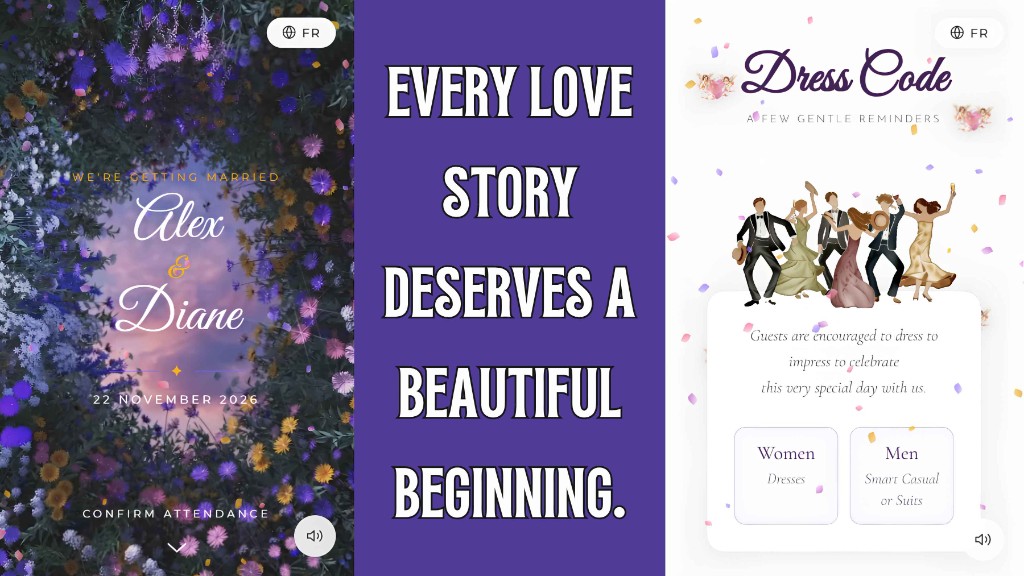 FR
WE'RE GETTING MARRIED
Alex
&
Diane
22 NOVEMBER 2026
CONFIRM ATTENDANCE
EVERY LOVE
STORY
DESERVES A
BEAUTIFUL
BEGINNING.
FR
Dress Code
A FEW GENTLE REMINDERS
Guests are encouraged to dress to
impress to celebrate
this very special day with us.
Women
Dresses
Men
Smart Casual
or Suits